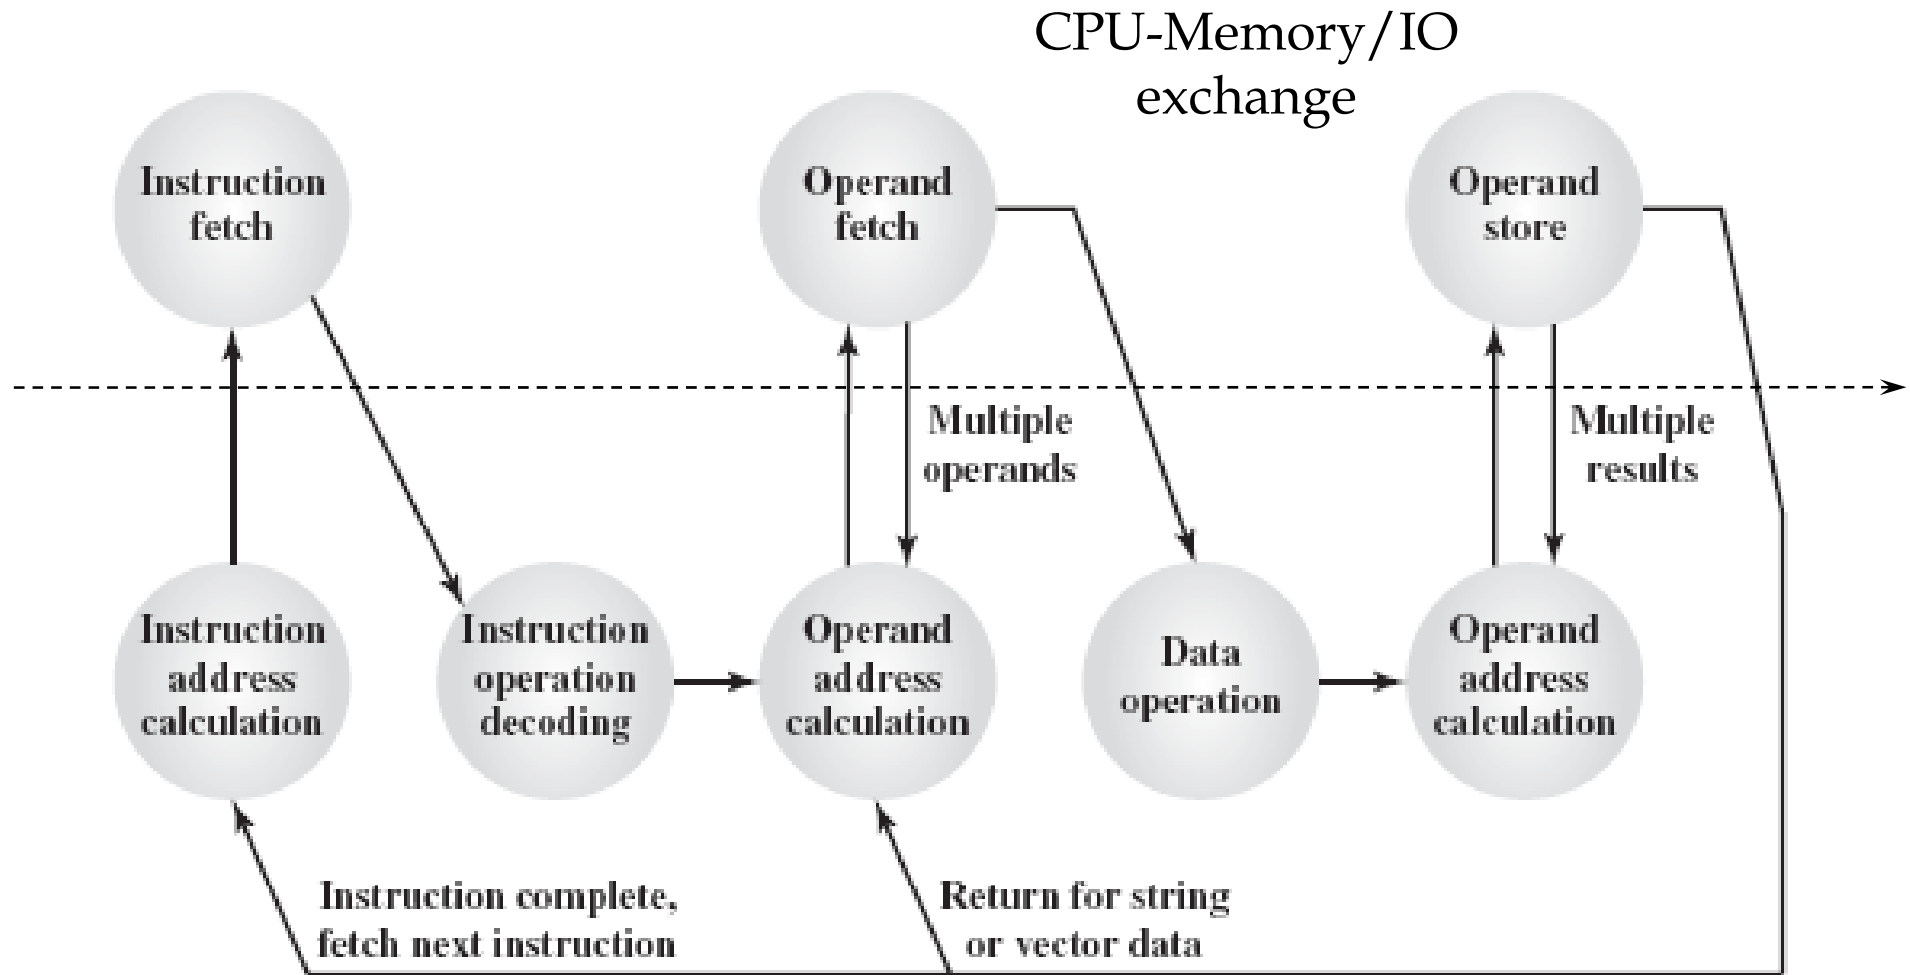 CPU-Memory/IO
exchange
Instruction
fetch
Operand
fetch
Operand
store
Multiple
operands
Multiple
results
Instruction
address
calculation
Instruction
operation
decoding
Operand
address
calculation
Data
operation
Operand
address
calculation
Instruction complete,
fetch next instruction
Return for string
or vector data